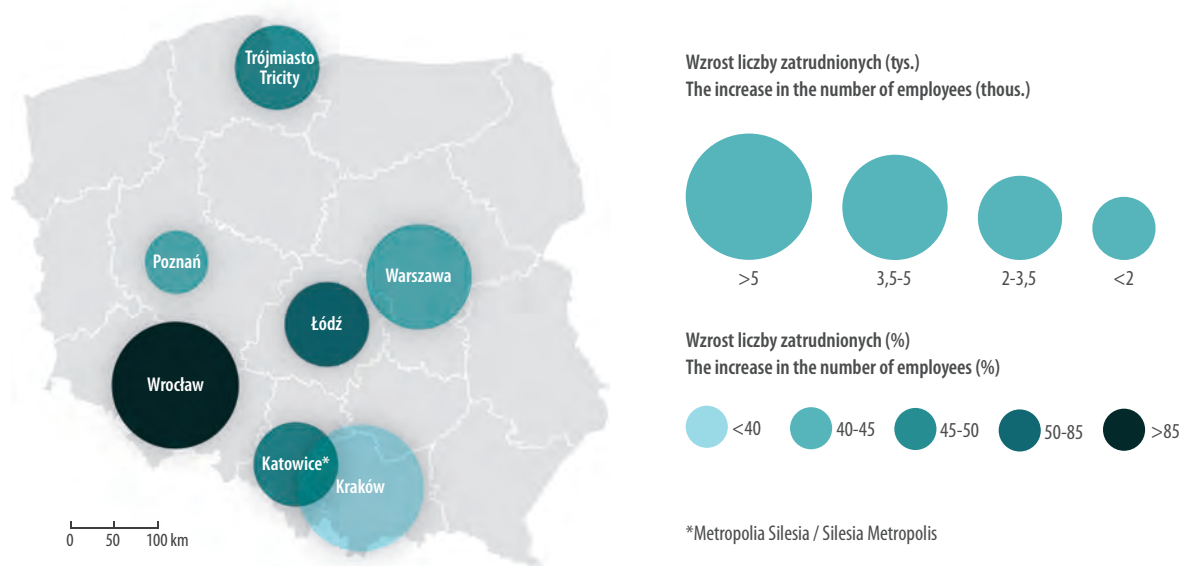 Trójmiasto
Tricity
Poznań
Warszawa
Łódź
Wrocław
Katowice*
Kraków
0 50 100 km
Wzrost liczby zatrudnionych (tys.)
The increase in the number of employees (thous.)
>5 3,5-5 2-3,5 <2
Wzrost liczby zatrudnionych (%)
The increase in the number of employees (%)
<40 40-45 45-50 50-85 >85
*Metropolia Silesia / Silesia Metropolis